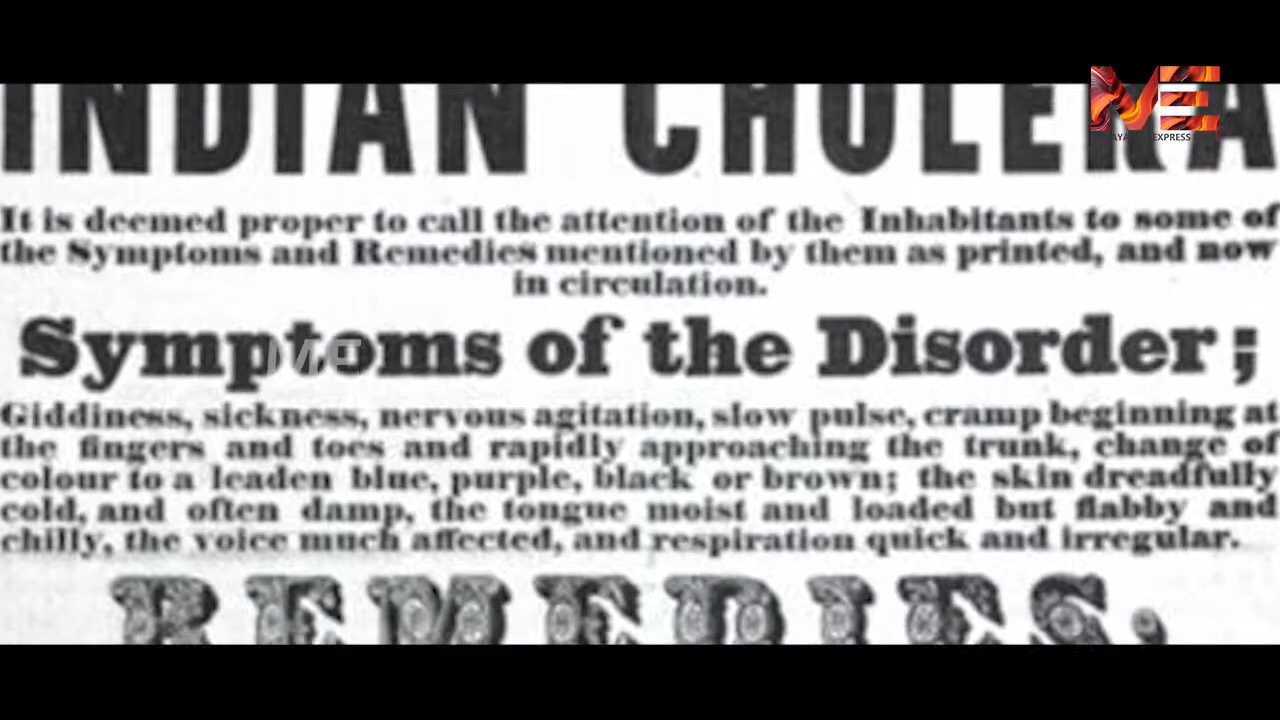 INDIAN CHOLERA
It is deemed proper to call the attention of the Inhabitants to some of
the Symptoms and Remedies mentioned by them as printed, and now
in circulation.
Symptoms of the Disorder;
Giddiness, sickness, nervous agitation, slow pulse, cramp beginning at
the fingers and toes and rapidly approaching the trunk, change of
colour to a leaden blue, purple, black or brown; the skin dreadfully
cold, and often damp, the tongue moist and loaded but flabby and
chilly, the voice much affected, and respiration quick and irregular.
REMEDIES.
ME
EXPRESS
ME